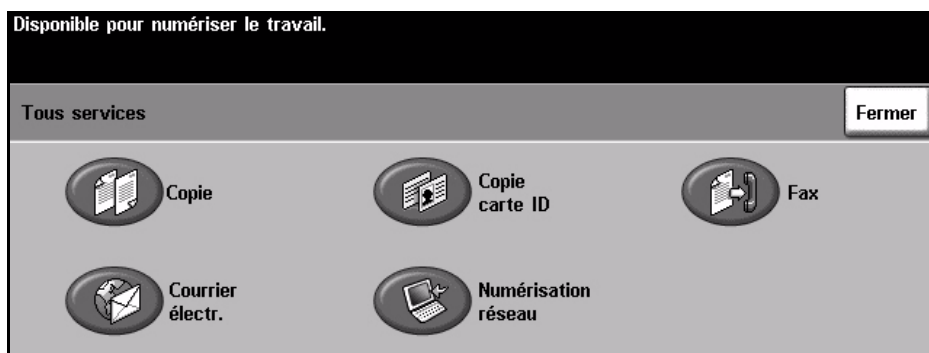 Disponible pour numériser le travail.
Tous services
Fermer
Copie
Copie
carte ID
Fax
Courrier
électr.
Numérisation
réseau